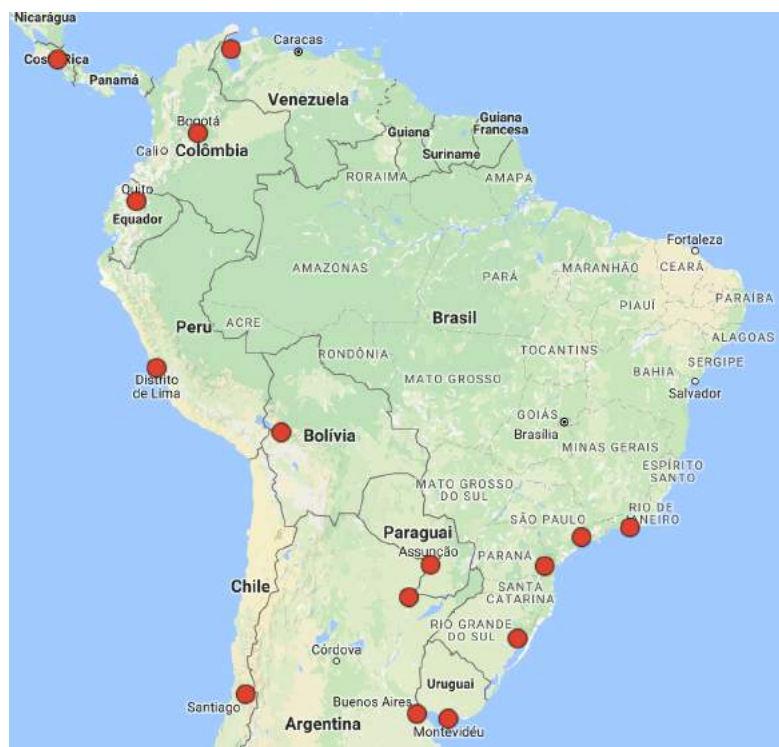 Nicarágua
Costa Rica
Panamá
Caracas
Venezuela
Bogotá
Cali
Colômbia
Guiana
Guiana
Francesa
Suriname
RORAIMA
AMAPÁ
Quito
Equador
Fortaleza
AMAZONAS
PARÁ
MARANHÃO
CEARÁ
PARAÍBA
PIAUÍ
Peru
ACRE
Brasil
RONDÔNIA
TOCANTINS
ALAGOAS
SERGIPE
BAHIA
MATO GROSSO
Distrito
de Lima
Salvador
GOIÁS
Brasília
Bolívia
MINAS GERAIS
ESPÍRITO
SANTO
MATO GROSSO
DO SUL
RIO DE
JANEIRO
SÃO PAULO
Paraguai
Assunção
PARANÁ
SANTA
CATARINA
Chile
RIO GRANDE
DO SUL
Córdova
Uruguai
Santiago
Buenos Aires
Montevidéu
Argentina